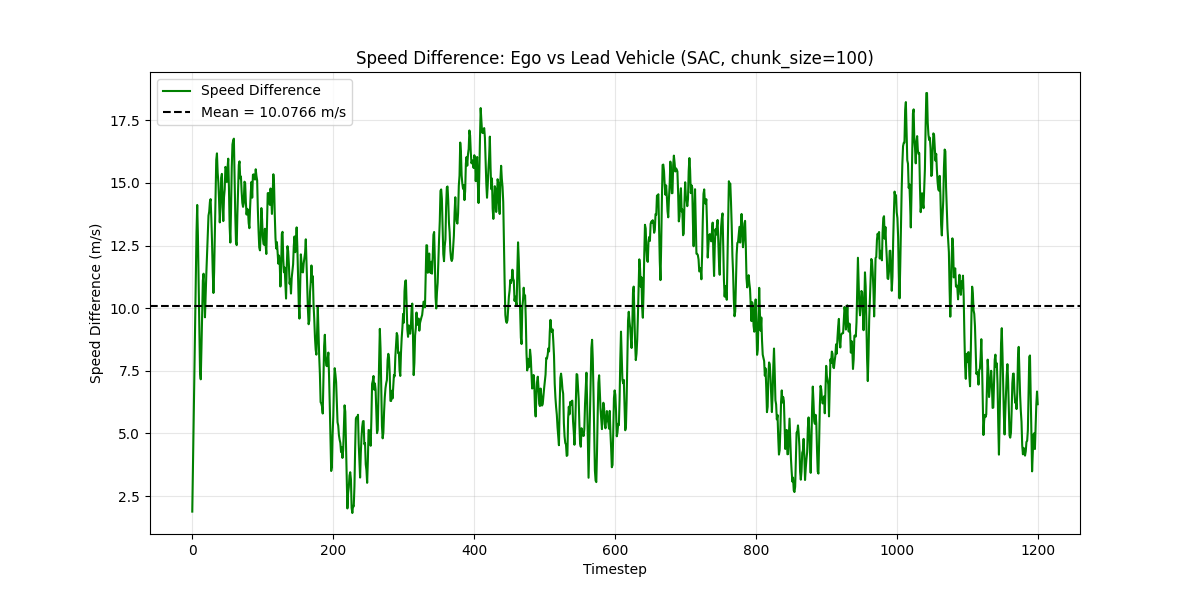 Speed Difference: Ego vs Lead Vehicle (SAC, chunk_size=100)
Speed Difference
Mean = 10.0766 m/s
Speed Difference (m/s)
17.5
15.0
12.5
10.0
7.5
5.0
2.5
0 200 400 600 800 1000 1200
Timestep